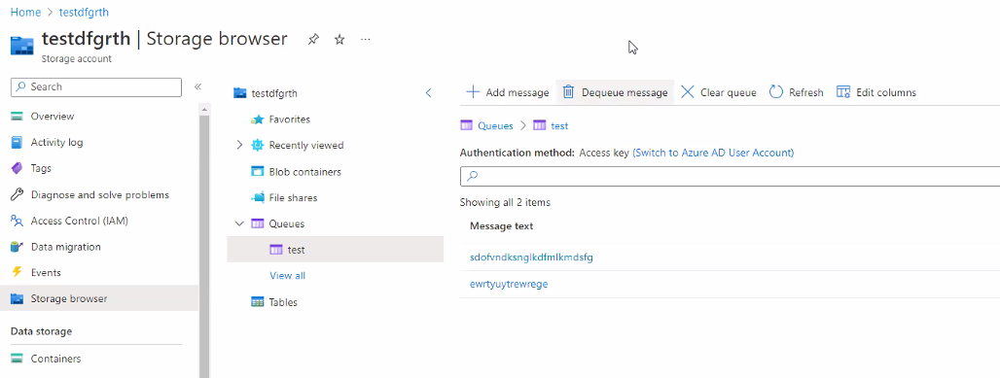 Home > testdfgrth
testdfgrth | Storage browser ...
Storage account
Search
«
Overview
Activity log
Tags
Diagnose and solve problems
Access Control (IAM)
Data migration
Events
Storage browser
Data storage
Containers
testdfgrth
Favorites
Recently viewed
Blob containers
File shares
Queues
test
View all
Tables
Add message Dequeue message Clear queue Refresh Edit columns
Queues > test
Authentication method: Access key (Switch to Azure AD User Account)
Showing all 2 items
Message text
sdofvndksnglkdfmlkmdsfg
ewrtyuytrewrege